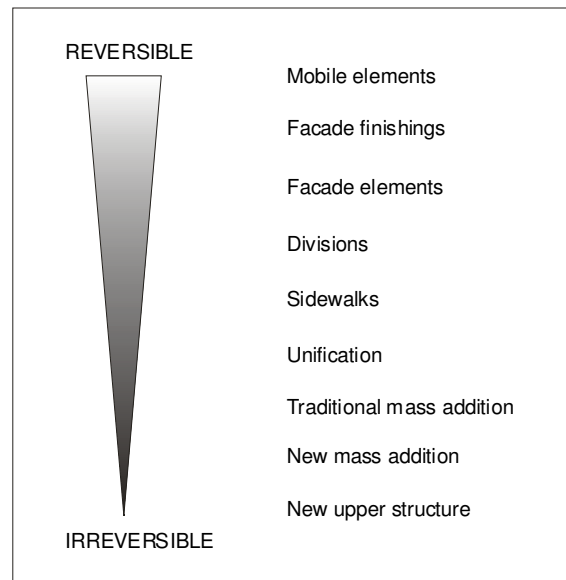 REVERSIBLE
Mobile elements
Facade finishings
Facade elements
Divisions
Sidewalks
Unification
Traditional mass addition
New mass addition
New upper structure
IRREVERSIBLE